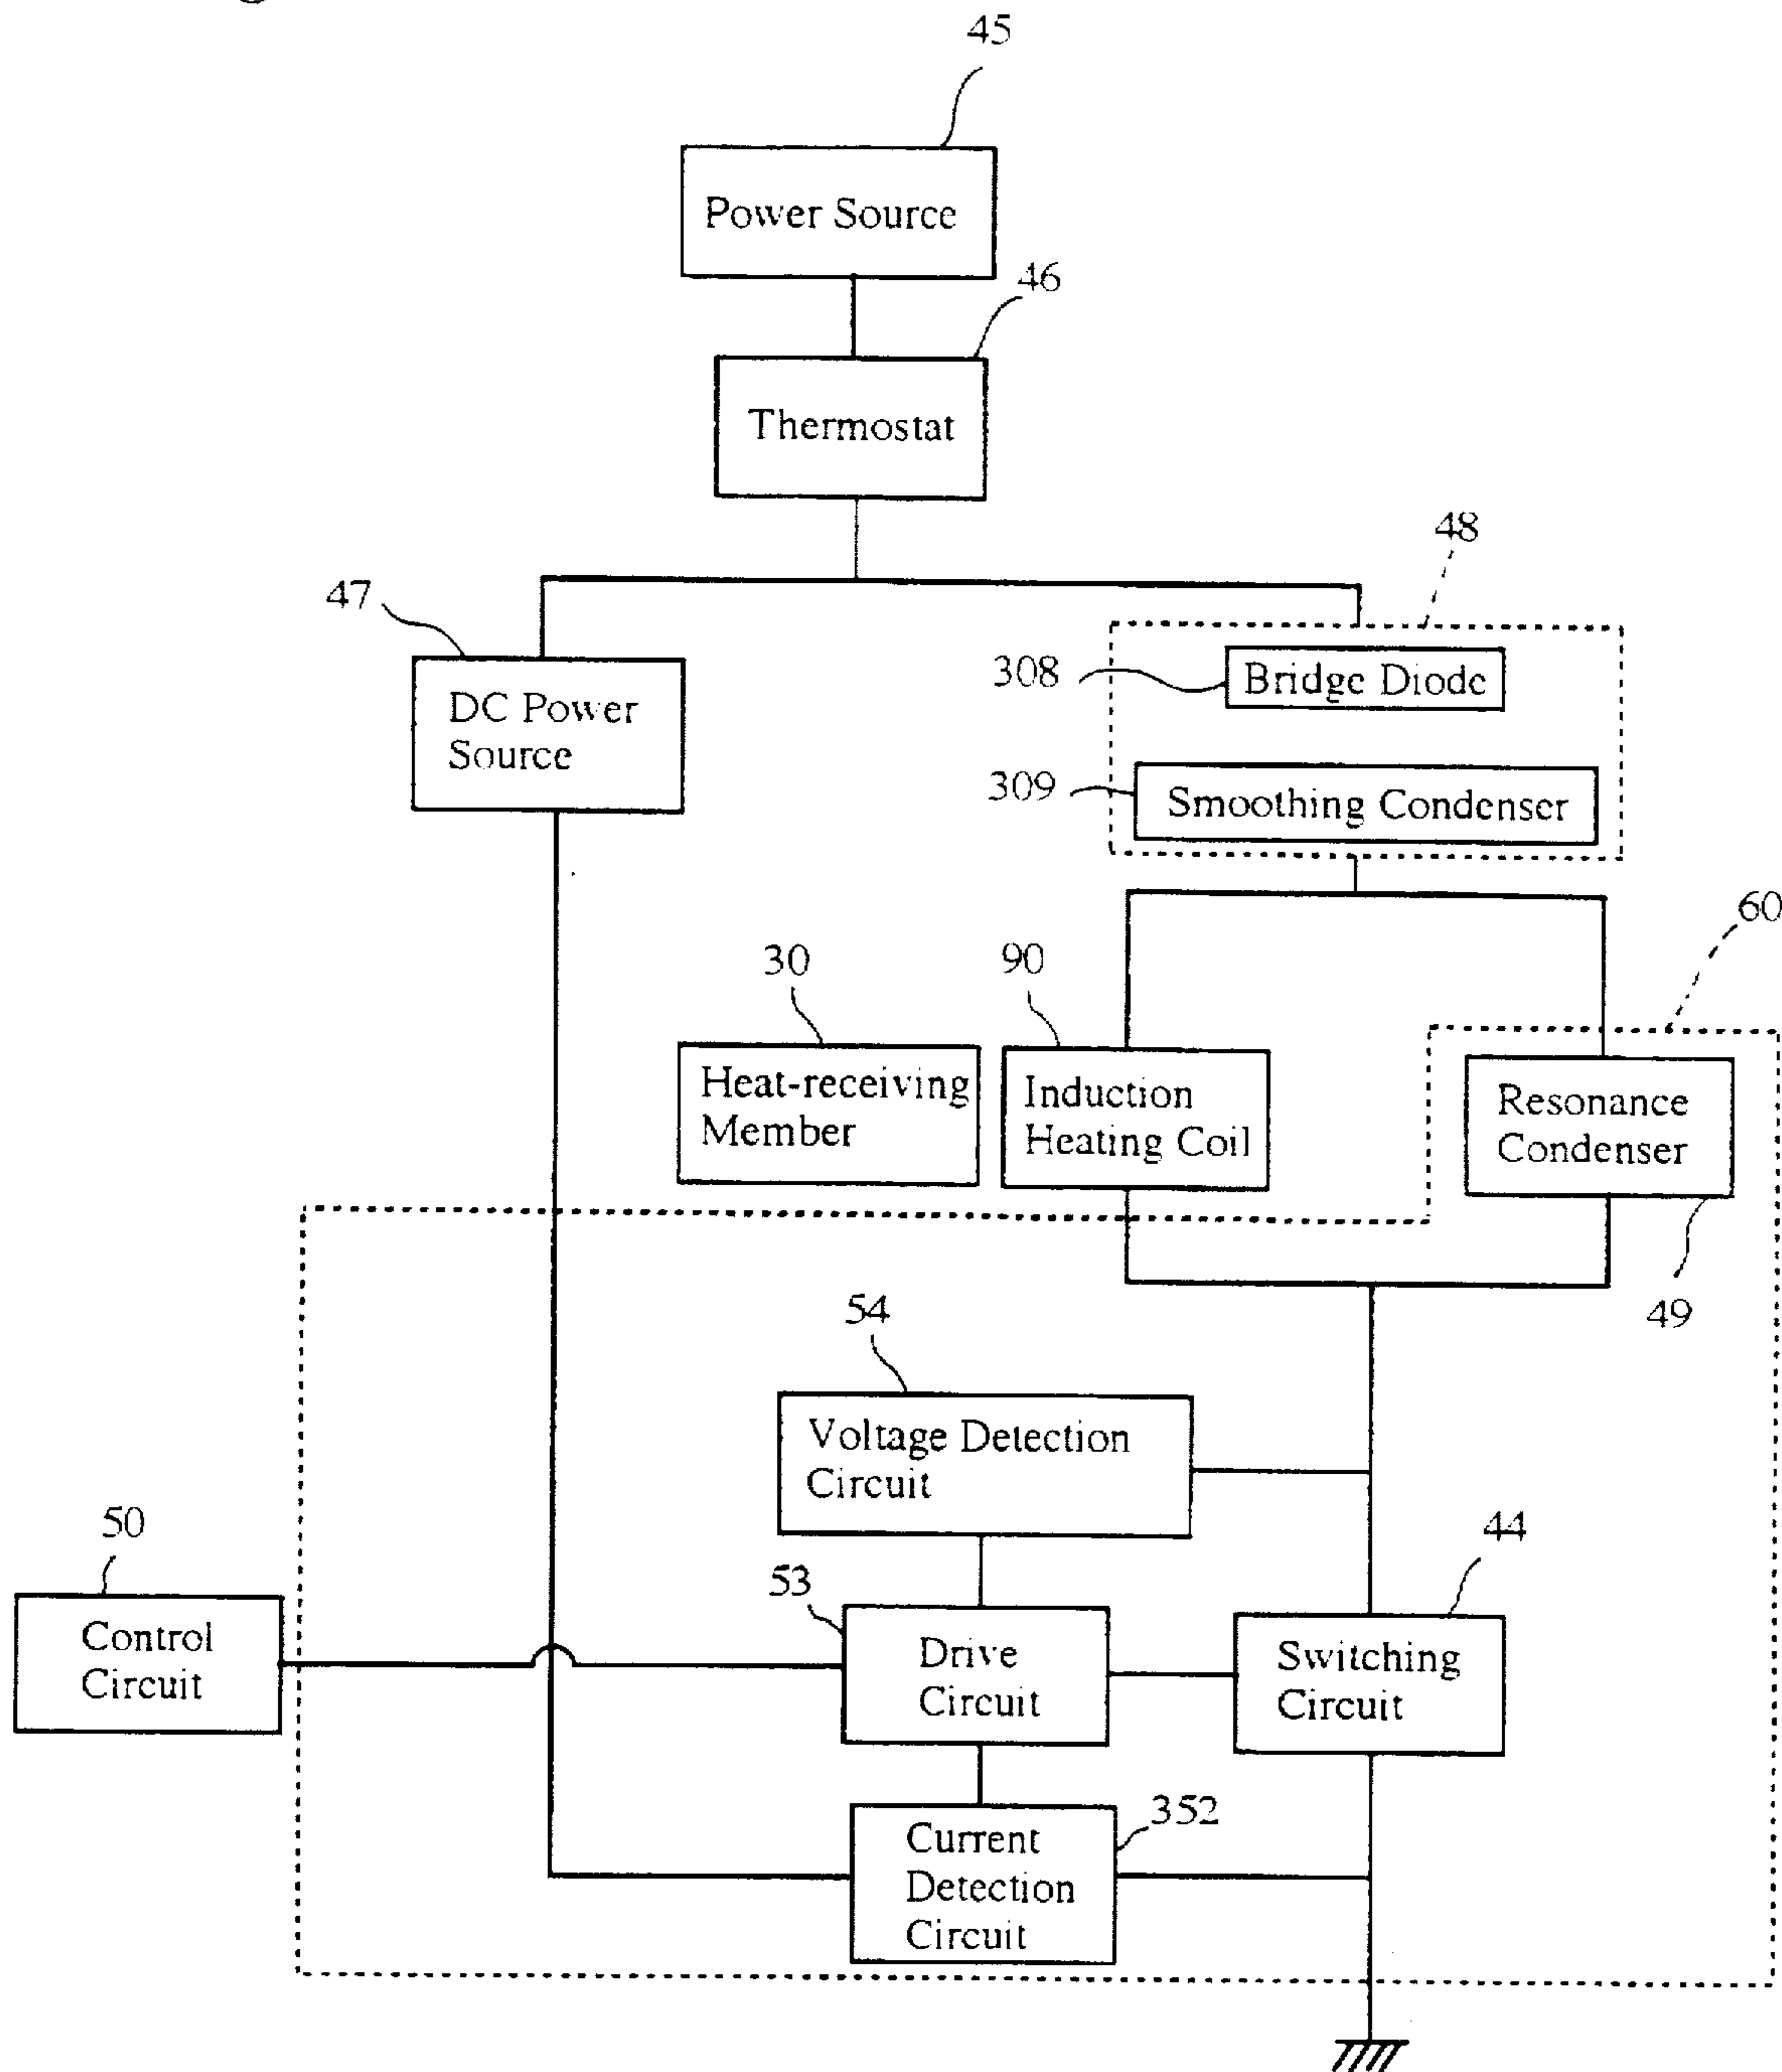 45
Power Source
46
Thermostat
48
47
308
Bridge Diode
DC Power
Source
309
Smoothing Condenser
60
30
90
Heat-receiving
Member
Induction
Heating Coil
Resonance
Condenser
49
54
Voltage Detection
Circuit
50
44
53
Control
Circuit
Drive
Circuit
Switching
Circuit
352
Current
Detection
Circuit